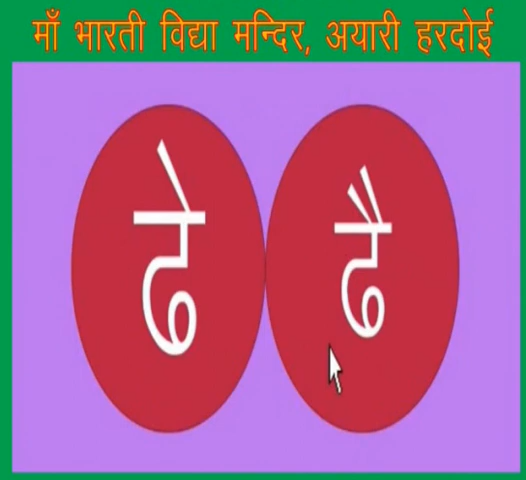 माँ भारती विद्या मन्दिर, अयारी हरदोई
ढे ढै